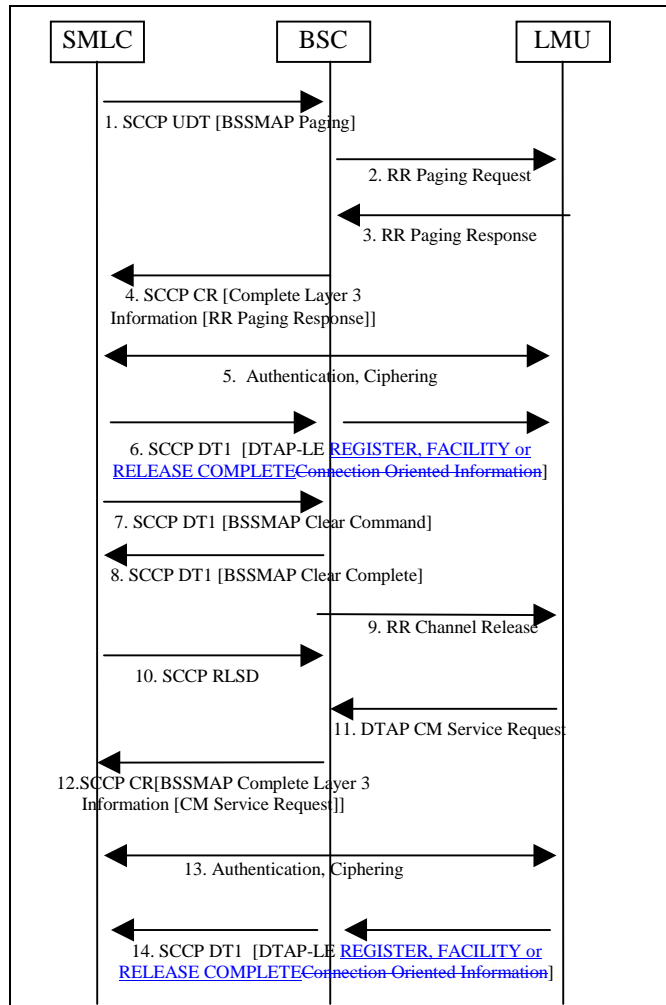 SMLC BSC LMU
1. SCCP UDT [BSSMAP Paging]
2. RR Paging Request
3. RR Paging Response
4. SCCP CR [Complete Layer 3
Information [RR Paging Response]]
5. Authentication, Ciphering
6. SCCP DT1 [DTAP-LE REGISTER, FACILITY or
RELEASE COMPLETEConnection Oriented Information]
7. SCCP DT1 [BSSMAP Clear Command]
8. SCCP DT1 [BSSMAP Clear Complete]
9. RR Channel Release
10. SCCP RLSD
11. DTAP CM Service Request
12.SCCP CR[BSSMAP Complete Layer 3
Information [CM Service Request]]
13. Authentication, Ciphering
14. SCCP DT1 [DTAP-LE REGISTER, FACILITY or
RELEASE COMPLETEConnection Oriented Information]